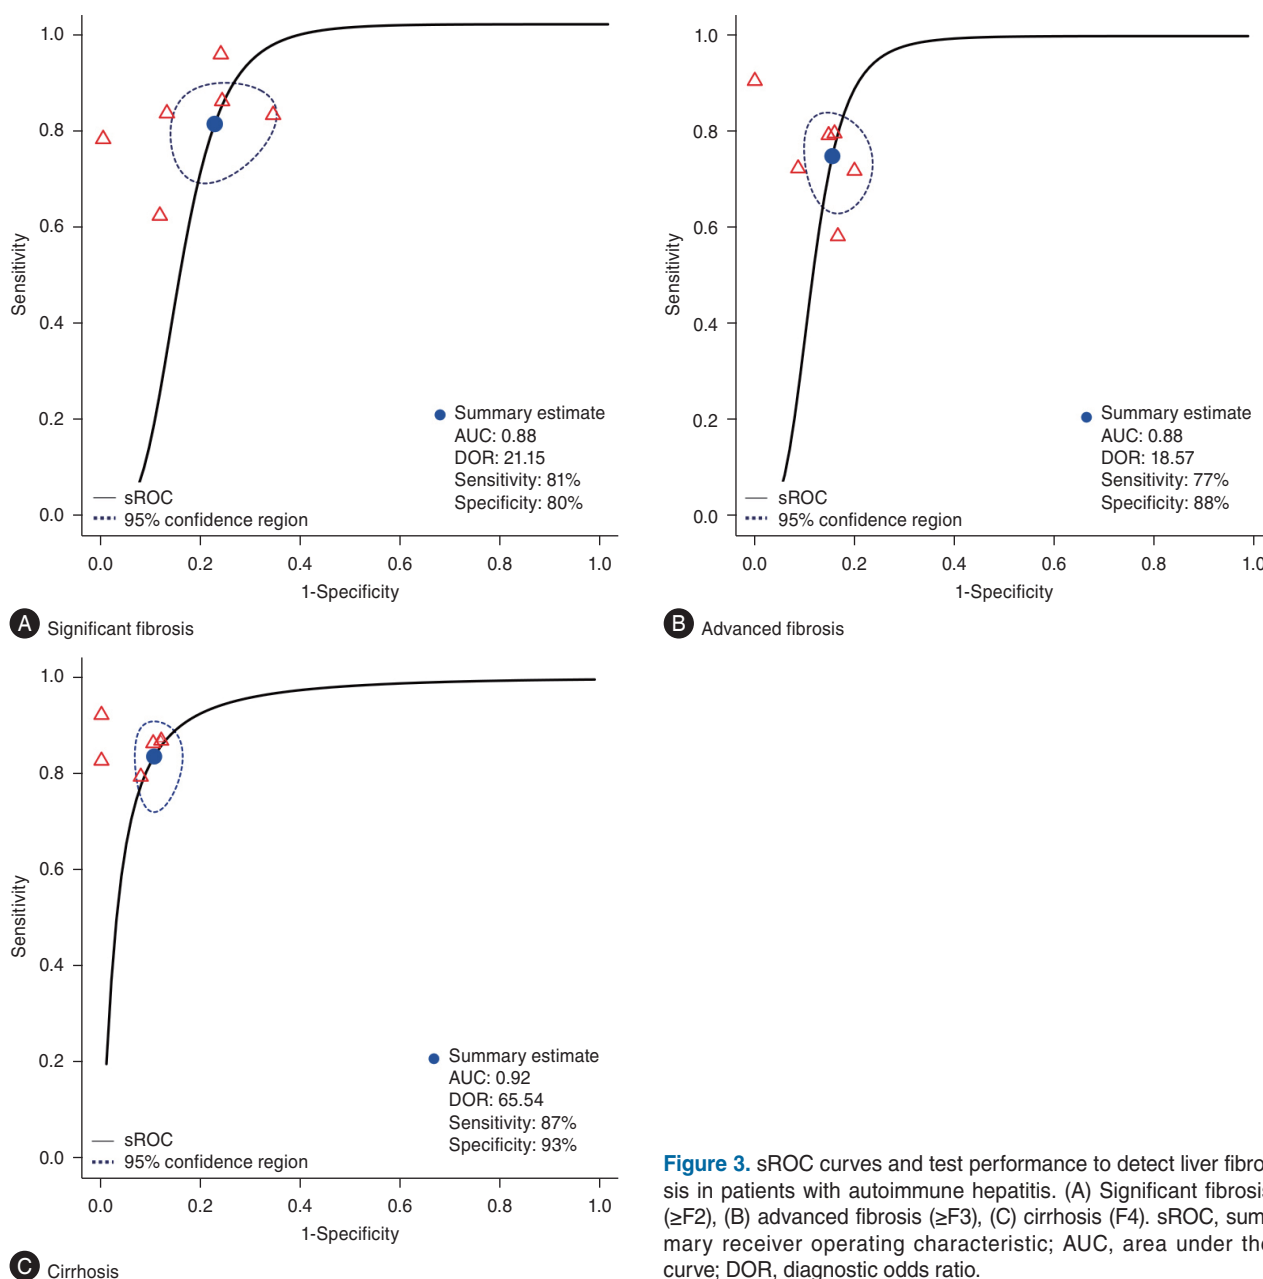 1.0
0.8
0.6
0.4
0.2
0.0
Sensitivity
Summary estimate
AUC: 0.88
DOR: 21.15
Sensitivity: 81%
Specificity: 80%
sROC
95% confidence region
0.0 0.2 0.4 0.6 0.8 1.0
1-Specificity
A Significant fibrosis
1.0
0.8
0.6
0.4
0.2
0.0
Sensitivity
Summary estimate
AUC: 0.88
DOR: 18.57
Sensitivity: 77%
Specificity: 88%
sROC
95% confidence region
0.0 0.2 0.4 0.6 0.8 1.0
1-Specificity
B Advanced fibrosis
1.0
0.8
0.6
0.4
0.2
0.0
Sensitivity
Summary estimate
AUC: 0.92
DOR: 65.54
Sensitivity: 87%
Specificity: 93%
sROC
95% confidence region
0.0 0.2 0.4 0.6 0.8 1.0
1-Specificity
C Cirrhosis
Figure 3. sROC curves and test performance to detect liver fibro
sis in patients with autoimmune hepatitis. (A) Significant fibrosis
(≥F2), (B) advanced fibrosis (≥F3), (C) cirrhosis (F4). sROC, sum
mary receiver operating characteristic; AUC, area under the
curve; DOR, diagnostic odds ratio.